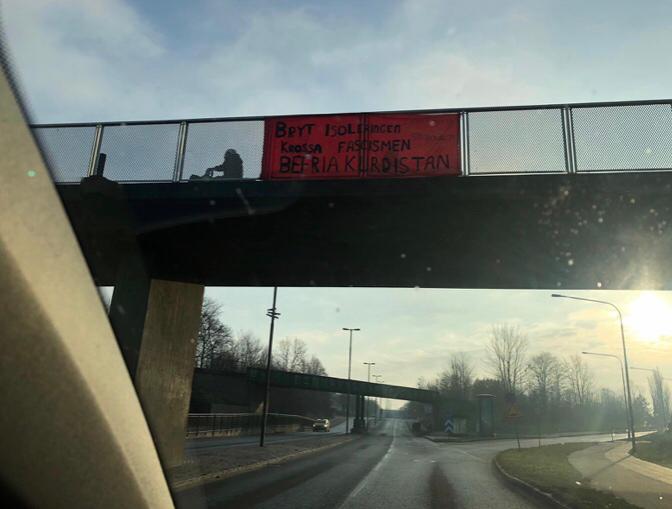 BRYT ISOLERINGEN
KROSSA FASCISMEN
BEFRIA KURDISTAN